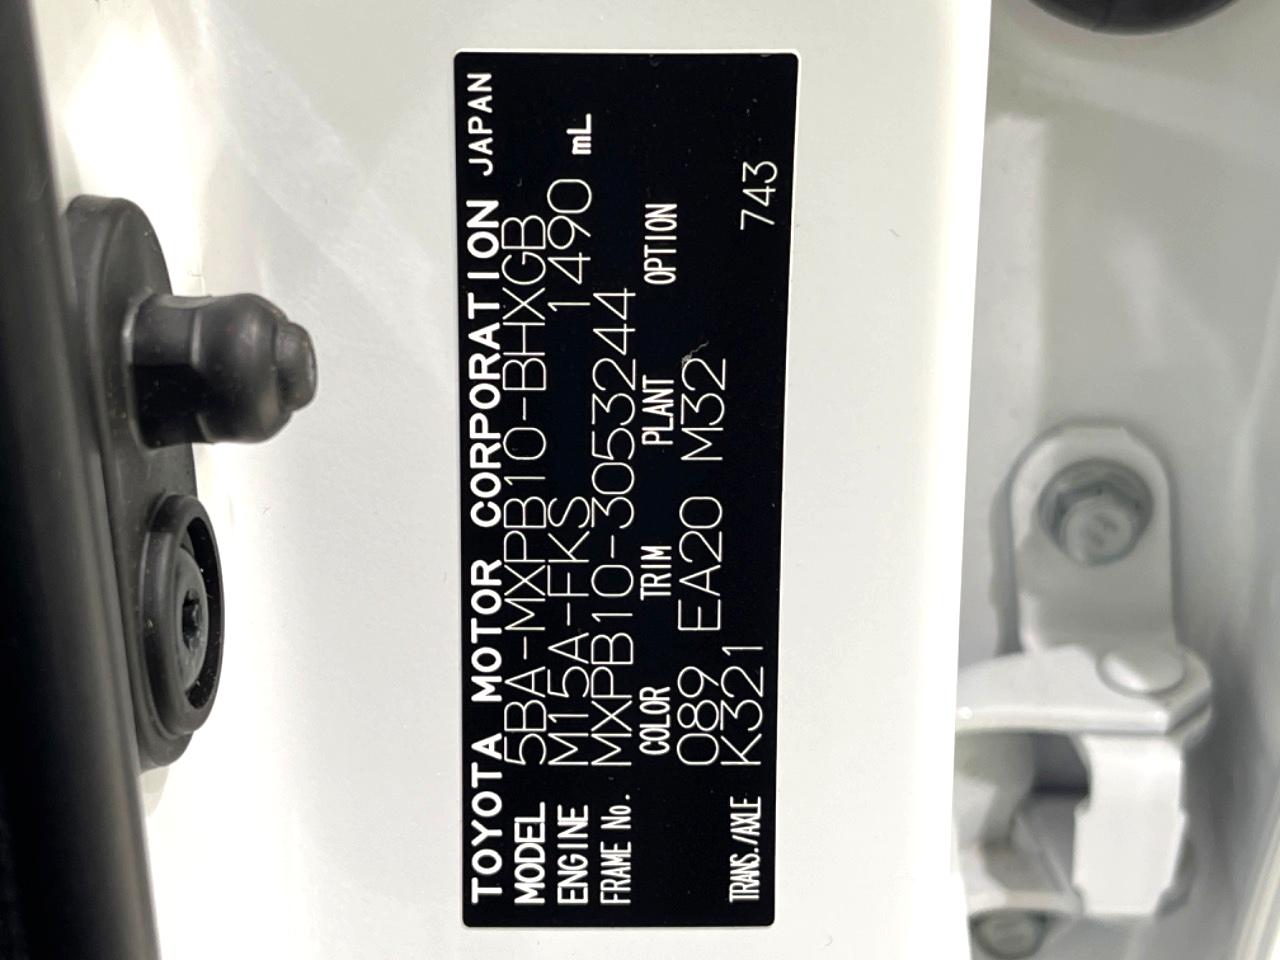 TOYOTA MOTOR CORPORATION JAPAN
MODEL 5BA-MXPB10-BHXGB
ENGINE M15A-FKS 1490 mL
FRAME No. MXPB10-3053244
COLOR TRIM PLANT OPTION
089 EA20 M32
TRANS./AXLE K321 743